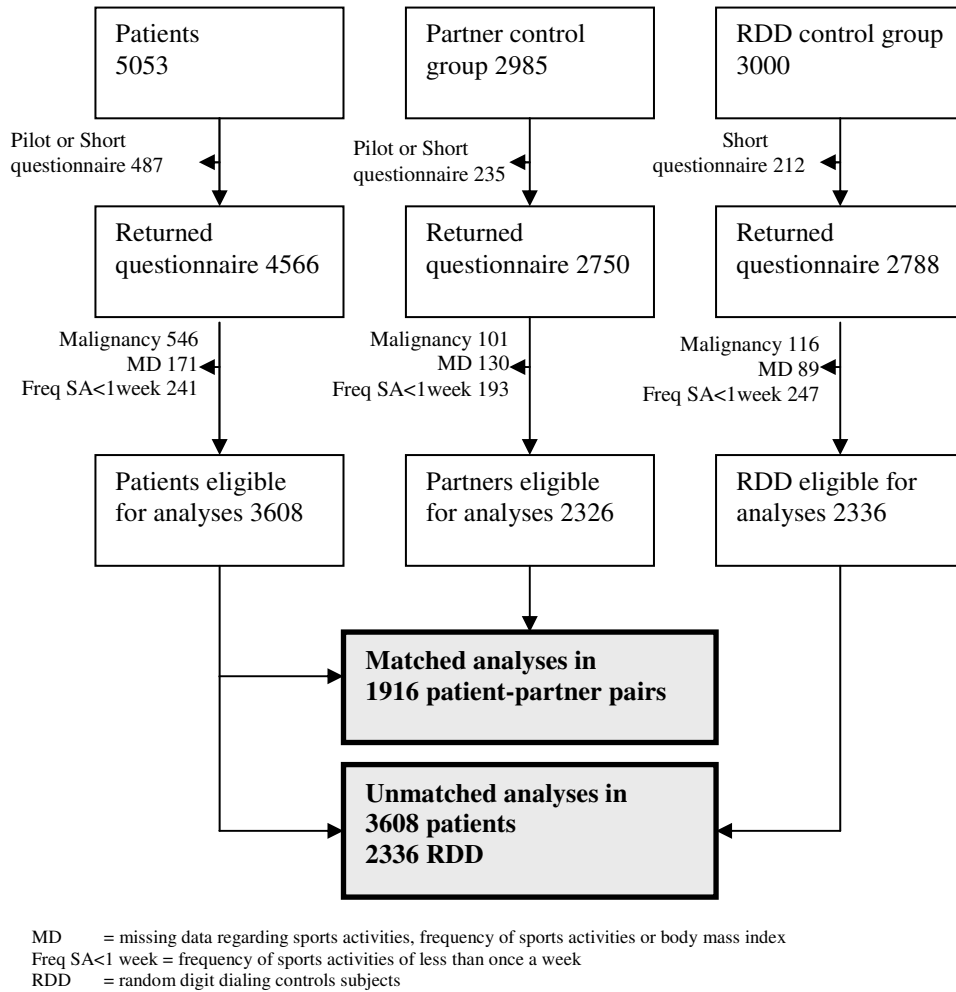 Patients
5053
Partner control
group 2985
RDD control group
3000
Pilot or Short
questionnaire 487
Pilot or Short
questionnaire 235
Short
questionnaire 212
Returned
questionnaire 4566
Returned
questionnaire 2750
Returned
questionnaire 2788
Malignancy 546
MD 171
Freq SA<1week 241
Malignancy 101
MD 130
Freq SA<1week 193
Malignancy 116
MD 89
Freq SA<1week 247
Patients eligible
for analyses 3608
Partners eligible
for analyses 2326
RDD eligible for
analyses 2336
Matched analyses in
1916 patient-partner pairs
Unmatched analyses in
3608 patients
2336 RDD
MD = missing data regarding sports activities, frequency of sports activities or body mass index
Freq SA<1 week = frequency of sports activities of less than once a week
RDD = random digit dialing controls subjects